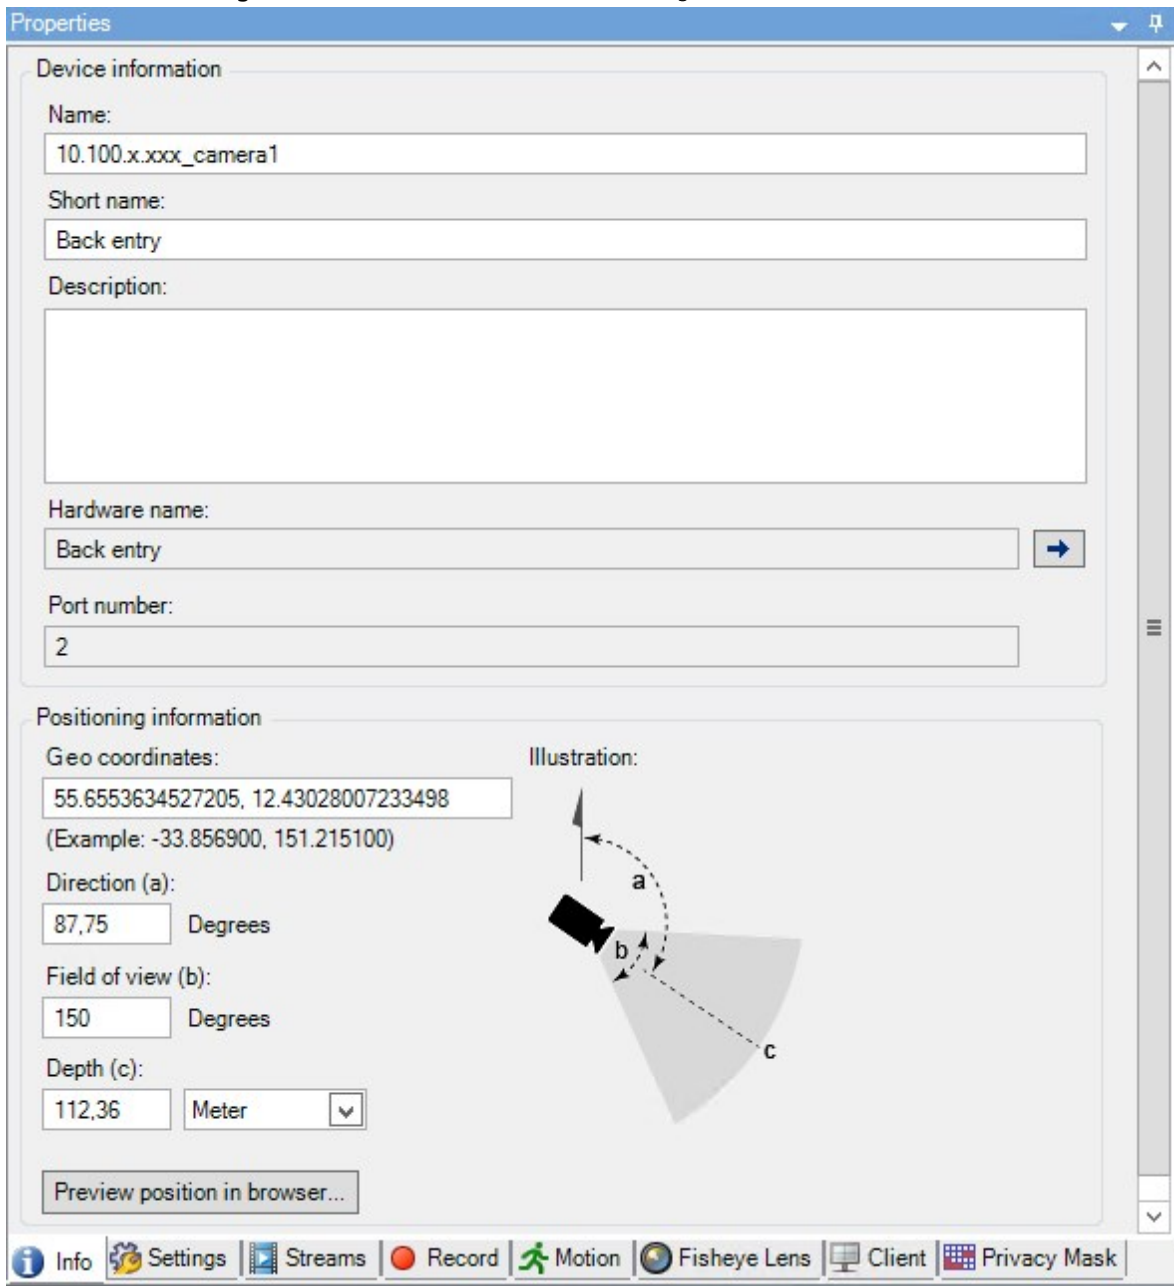 Properties
Device information
Name:
10.100.x.xxx_camera1
Short name:
Back entry
Description:
Hardware name:
Back entry
Port number:
2
Positioning information
Geo coordinates:
Illustration:
55.6553634527205, 12.43028007233498
(Example: -33.856900, 151.215100)
Direction (a):
a
87,75 Degrees
b
Field of view (b):
150 Degrees
c
Depth (c):
112,36 Meter
Preview position in browser...
Info Settings Streams Record Motion Fisheye Lens Client Privacy Mask